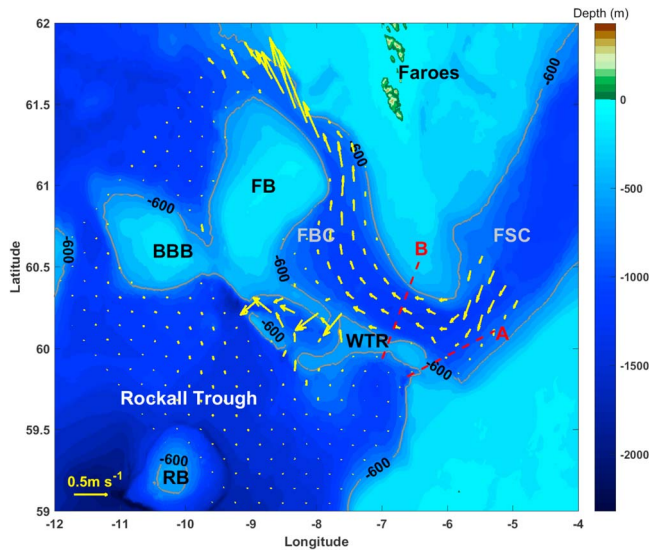 Depth (m)
62
61.5
61
60.5
60
59.5
59
Latitude
-12
-11
-10
-9
-8
-7
-6
-5
-4
Longitude
Faroes
-600
-600
FB
-600
BBB
-600
FBC
B
FSC
-600
-600
WTR
A
-600
Rockall Trough
-600
-600
RB
0.5m s⁻¹
0
-500
-1000
-1500
-2000